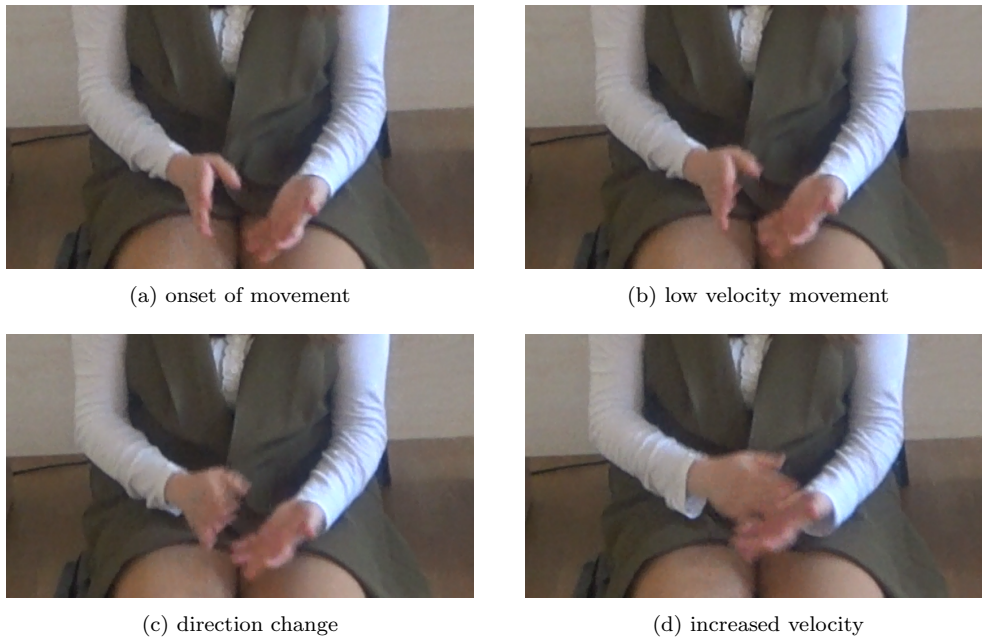 (a) onset of movement
(b) low velocity movement
(c) direction change
(d) increased velocity